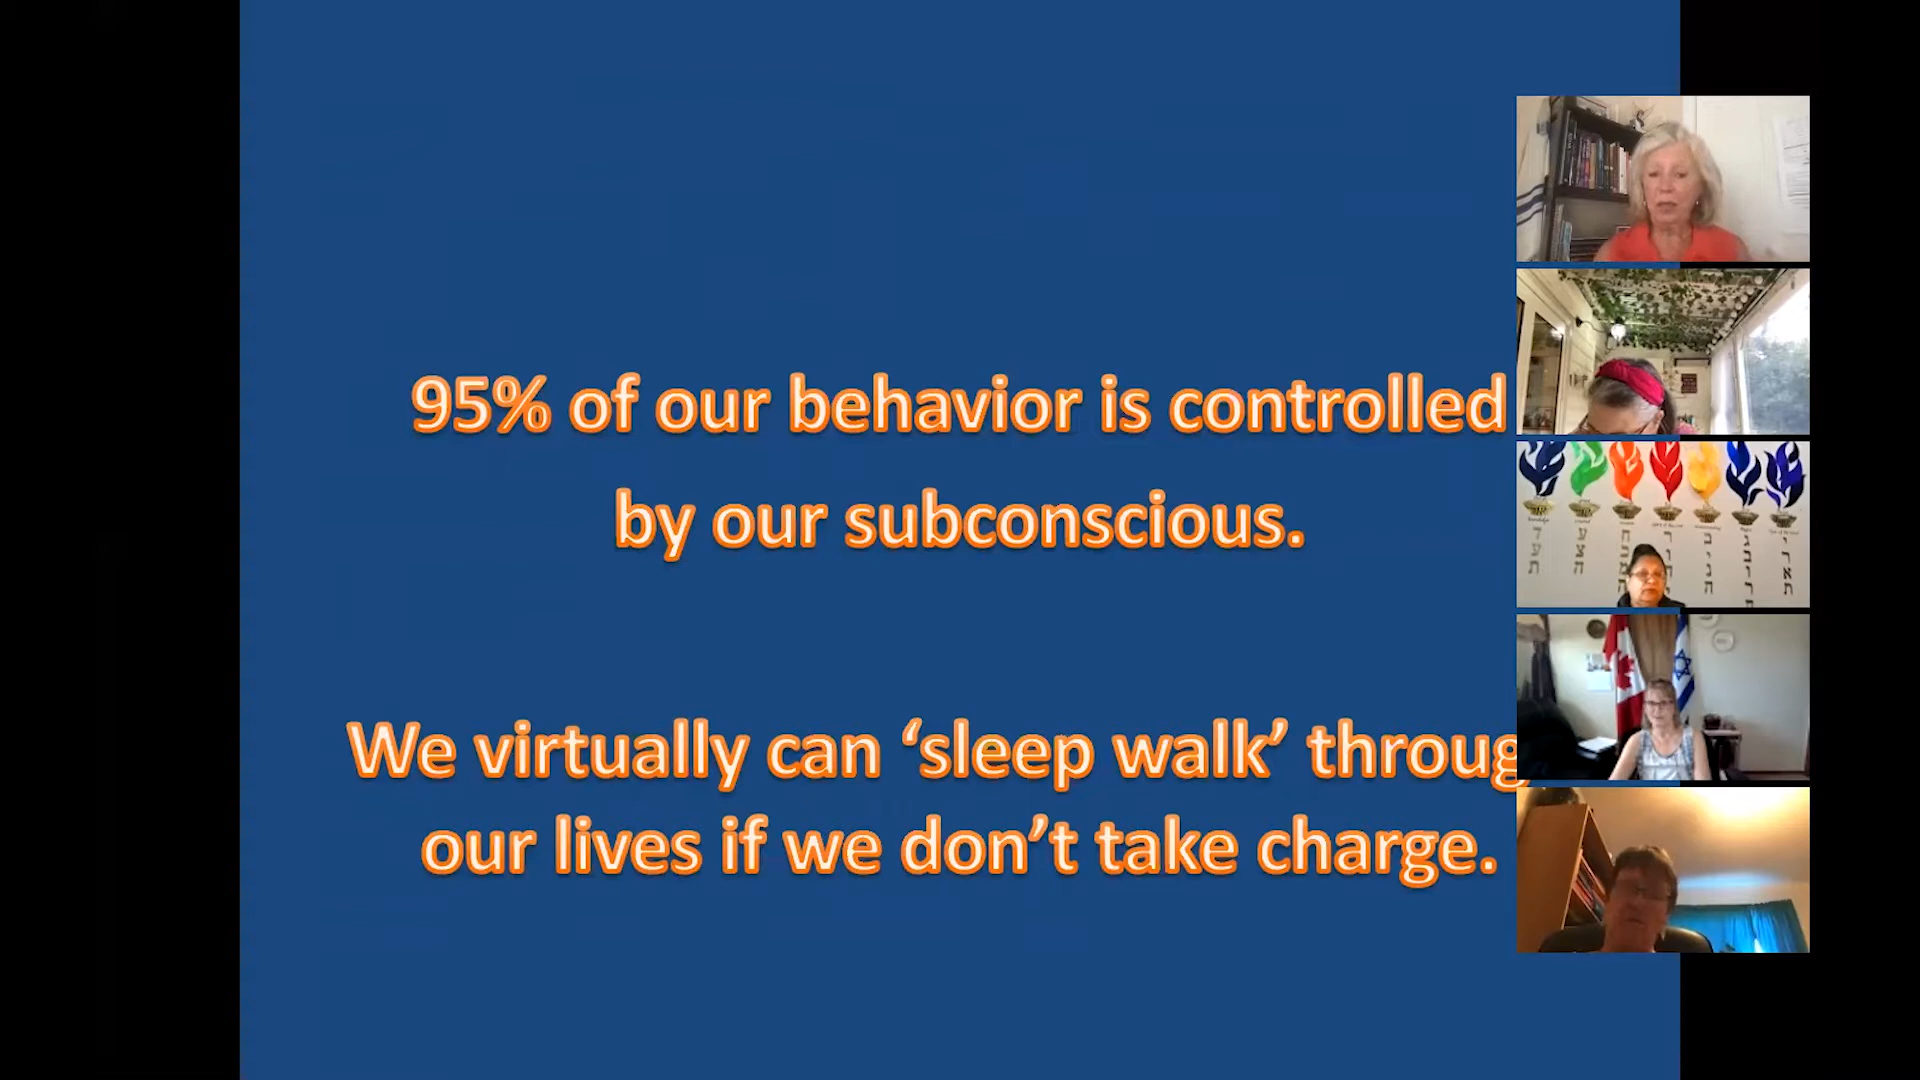 95% of our behavior is controlled
by our subconscious.
We virtually can ‘sleep walk’ throug
our lives if we don’t take charge.